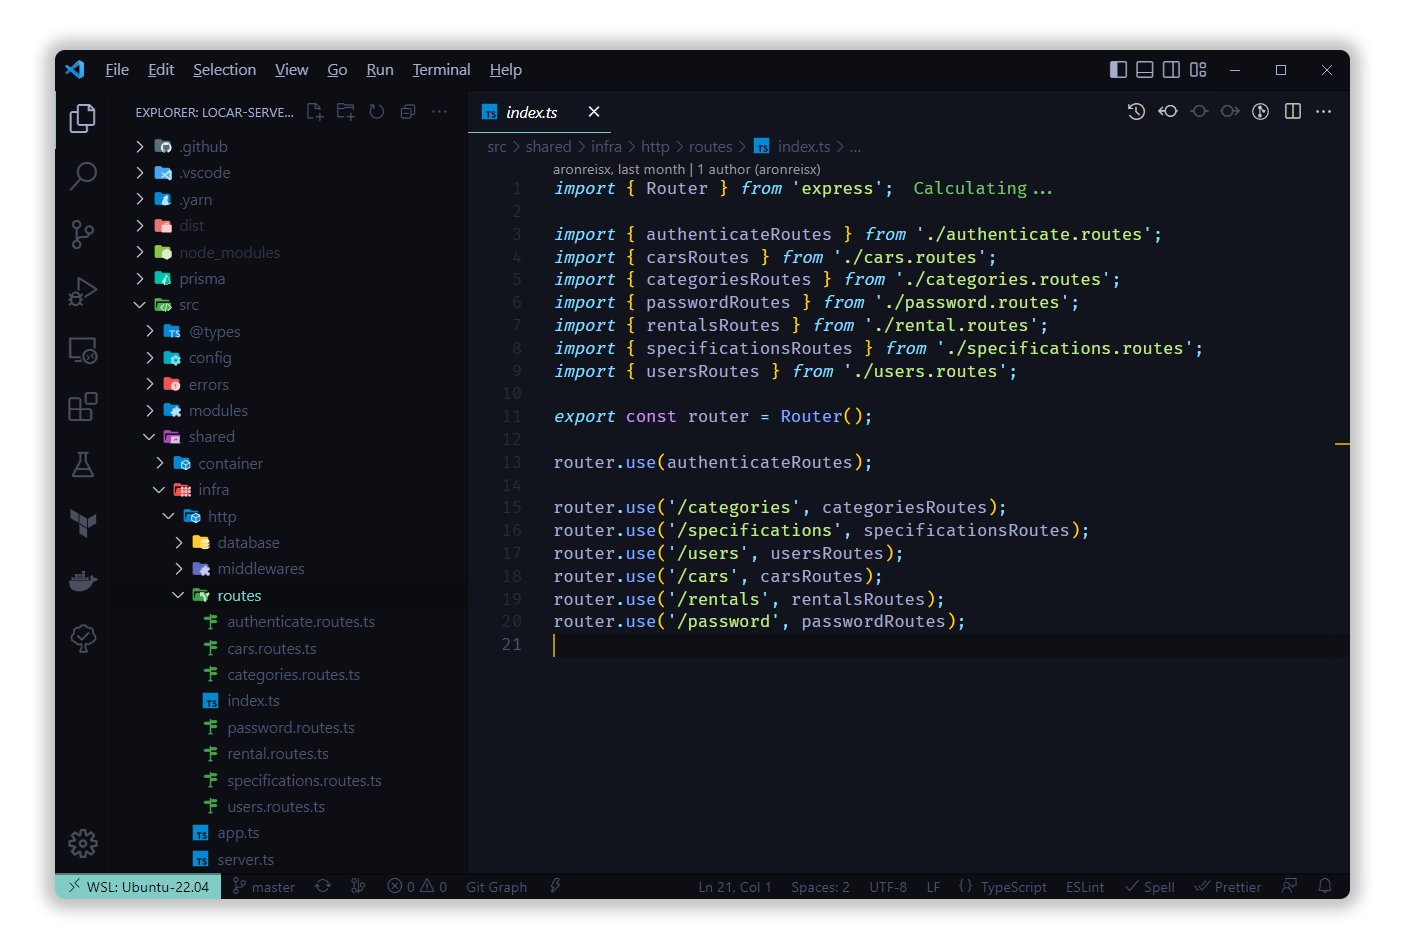 File Edit Selection View Go Run Terminal Help
EXPLORER: LOCAR-SERVE...
.github
.vscode
.yarn
dist
node_modules
prisma
src
@types
config
errors
modules
shared
container
infra
http
database
middlewares
routes
authenticate.routes.ts
cars.routes.ts
categories.routes.ts
index.ts
password.routes.ts
rental.routes.ts
specifications.routes.ts
users.routes.ts
app.ts
server.ts
TS index.ts
src > shared > infra > http > routes > TS index.ts > ...
aronreisx, last month | 1 author (aronreisx)
1 import { Router } from 'express'; Calculating...
2
3 import { authenticateRoutes } from './authenticate.routes';
4 import { carsRoutes } from './cars.routes';
5 import { categoriesRoutes } from './categories.routes';
6 import { passwordRoutes } from './password.routes';
7 import { rentalsRoutes } from './rental.routes';
8 import { specificationsRoutes } from './specifications.routes';
9 import { usersRoutes } from './users.routes';
10
11 export const router = Router();
12
13 router.use(authenticateRoutes);
14
15 router.use('/categories', categoriesRoutes);
16 router.use('/specifications', specificationsRoutes);
17 router.use('/users', usersRoutes);
18 router.use('/cars', carsRoutes);
19 router.use('/rentals', rentalsRoutes);
20 router.use('/password', passwordRoutes);
21
WSL: Ubuntu-22.04 master 0 0 Git Graph Ln 21, Col 1 Spaces: 2 UTF-8 LF {} TypeScript ESLint Spell Prettier